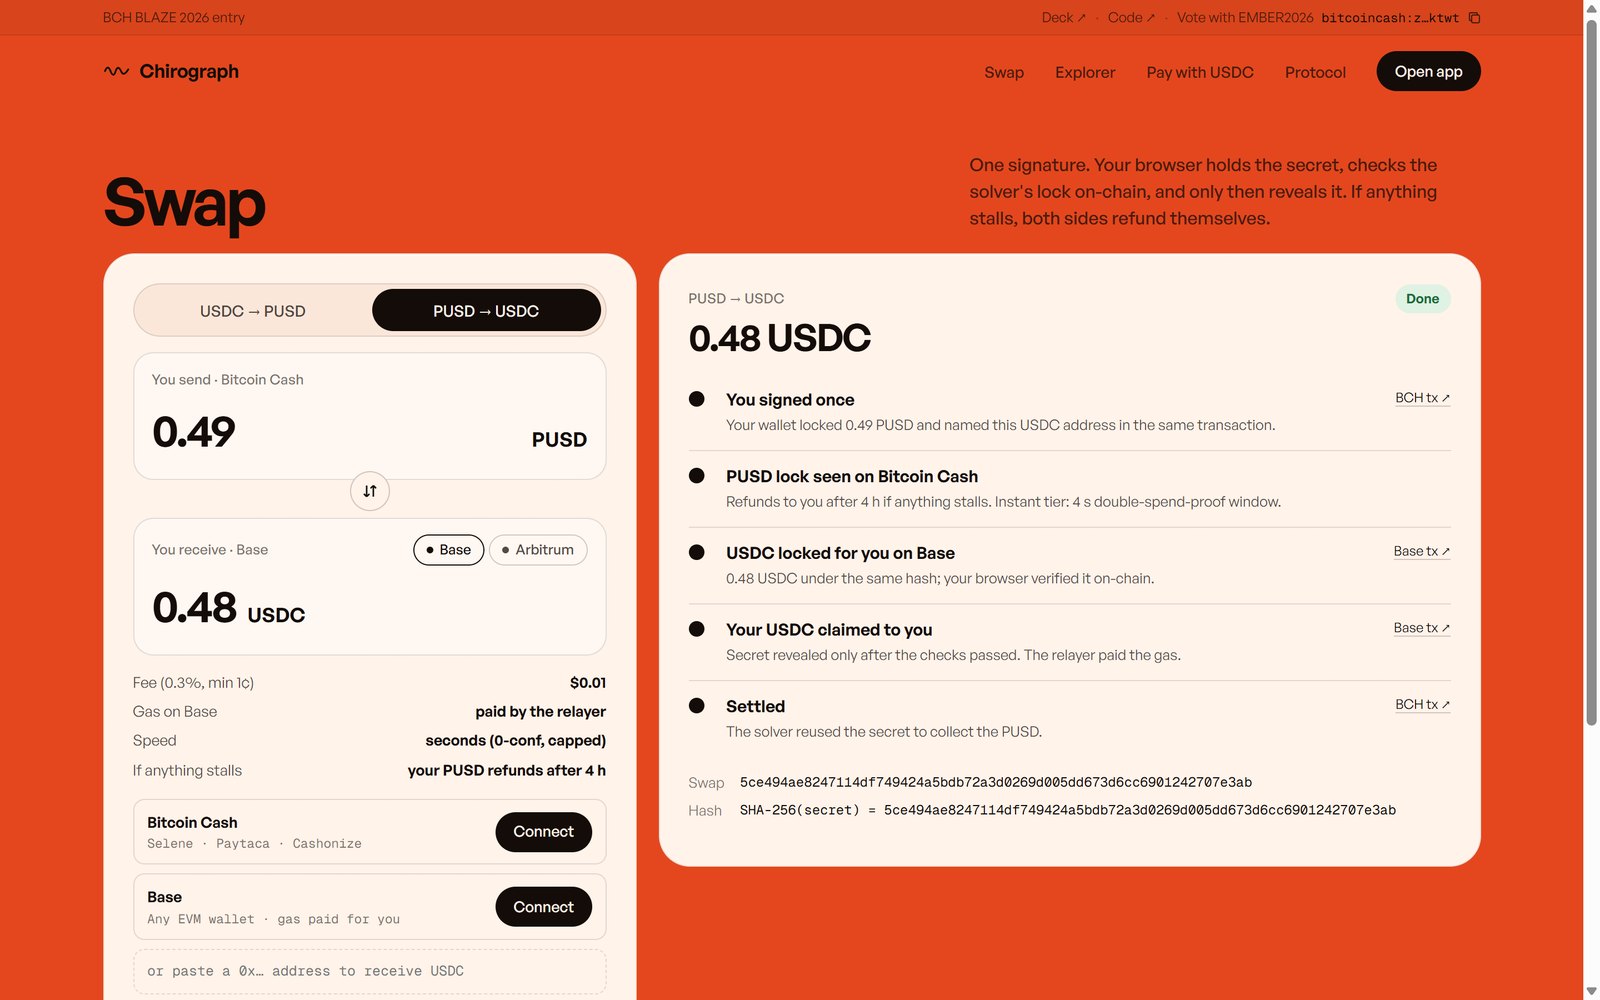 BCH BLAZE 2026 entry
Deck ↗ · Code ↗ · Vote with EMBER2026 bitcoincash:z…ktwt
Chirograph
Swap Explorer Pay with USDC Protocol Open app
Swap
One signature. Your browser holds the secret, checks the
solver's lock on-chain, and only then reveals it. If anything
stalls, both sides refund themselves.
USDC → PUSD
PUSD → USDC
You send · Bitcoin Cash
0.49 PUSD
You receive · Base
Base
Arbitrum
0.48 USDC
Fee (0.3%, min 1¢) $0.01
Gas on Base paid by the relayer
Speed seconds (0-conf, capped)
If anything stalls your PUSD refunds after 4 h
Bitcoin Cash
Selene · Paytaca · Cashonize
Connect
Base
Any EVM wallet · gas paid for you
Connect
or paste a 0x… address to receive USDC
PUSD → USDC
Done
0.48 USDC
You signed once
BCH tx ↗
Your wallet locked 0.49 PUSD and named this USDC address in the same transaction.
PUSD lock seen on Bitcoin Cash
Refunds to you after 4 h if anything stalls. Instant tier: 4 s double-spend-proof window.
USDC locked for you on Base
Base tx ↗
0.48 USDC under the same hash; your browser verified it on-chain.
Your USDC claimed to you
Base tx ↗
Secret revealed only after the checks passed. The relayer paid the gas.
Settled
BCH tx ↗
The solver reused the secret to collect the PUSD.
Swap 5ce494ae8247114df749424a5bdb72a3d0269d005dd673d6cc6901242707e3ab
Hash SHA-256(secret) = 5ce494ae8247114df749424a5bdb72a3d0269d005dd673d6cc6901242707e3ab